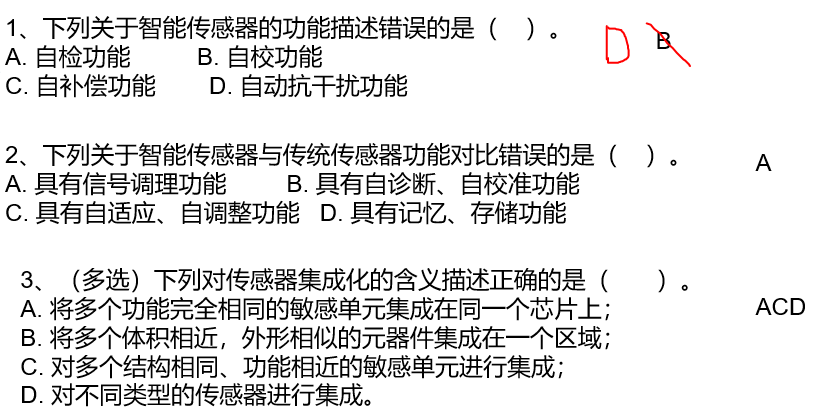 1、下列关于智能传感器的功能描述错误的是（　）。 D B
A. 自检功能 B. 自校功能
C. 自补偿功能 D. 自动抗干扰功能
2、下列关于智能传感器与传统传感器功能对比错误的是（　）。 A
A. 具有信号调理功能 B. 具有自诊断、自校准功能
C. 具有自适应、自调整功能 D. 具有记忆、存储功能
3、（多选）下列对传感器集成化的含义描述正确的是（　　）。
A. 将多个功能完全相同的敏感单元集成在同一个芯片上； ACD
B. 将多个体积相近，外形相似的元器件集成在一个区域；
C. 对多个结构相同、功能相近的敏感单元进行集成；
D. 对不同类型的传感器进行集成。